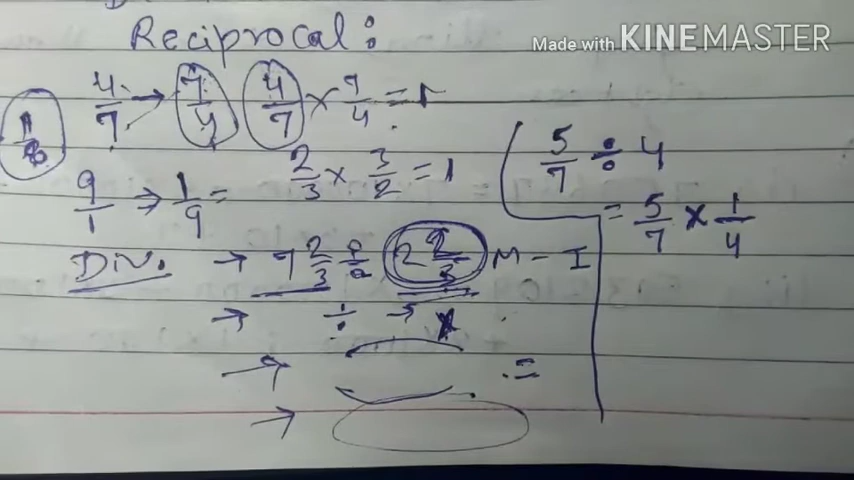 Reciprocal :
Made with KINEMASTER
4/7 → 7/4 4/7 × 7/4 = 1
9/1 → 1/9 = 2/3 × 3/2 = 1
5/7 ÷ 4
= 5/7 × 1/4
Div. → 7 2/3 ÷ 2 2/3 M - I
→ ÷ → ×
→ =
→